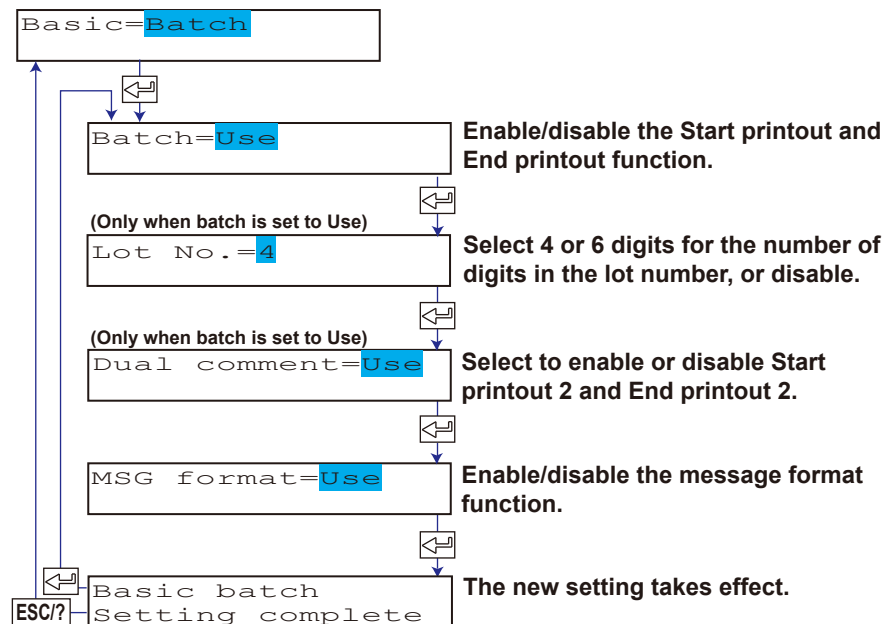 Basic=Batch
Batch=Use
Enable/disable the Start printout and
End printout function.
(Only when batch is set to Use)
Lot No.=4
Select 4 or 6 digits for the number of
digits in the lot number, or disable.
(Only when batch is set to Use)
Dual comment=Use
Select to enable or disable Start
printout 2 and End printout 2.
MSG format=Use
Enable/disable the message format
function.
Basic batch
Setting complete
The new setting takes effect.
ESC/?